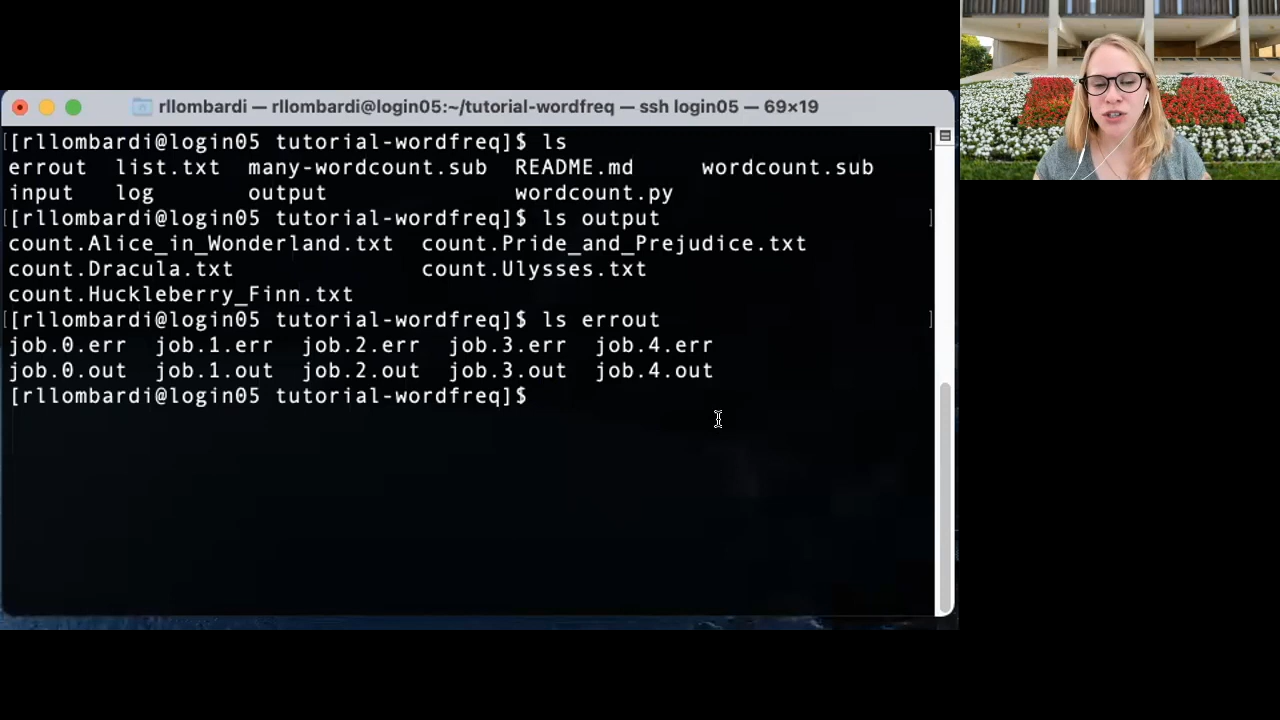 rllombardi — rllombardi@login05:~/tutorial-wordfreq — ssh login05 — 69×19
[[rllombardi@login05 tutorial-wordfreq]$ ls ]
errout list.txt many-wordcount.sub README.md wordcount.sub
input log output wordcount.py
[[rllombardi@login05 tutorial-wordfreq]$ ls output ]
count.Alice_in_Wonderland.txt count.Pride_and_Prejudice.txt
count.Dracula.txt count.Ulysses.txt
count.Huckleberry_Finn.txt
[[rllombardi@login05 tutorial-wordfreq]$ ls errout ]
job.0.err job.1.err job.2.err job.3.err job.4.err
job.0.out job.1.out job.2.out job.3.out job.4.out
[rllombardi@login05 tutorial-wordfreq]$